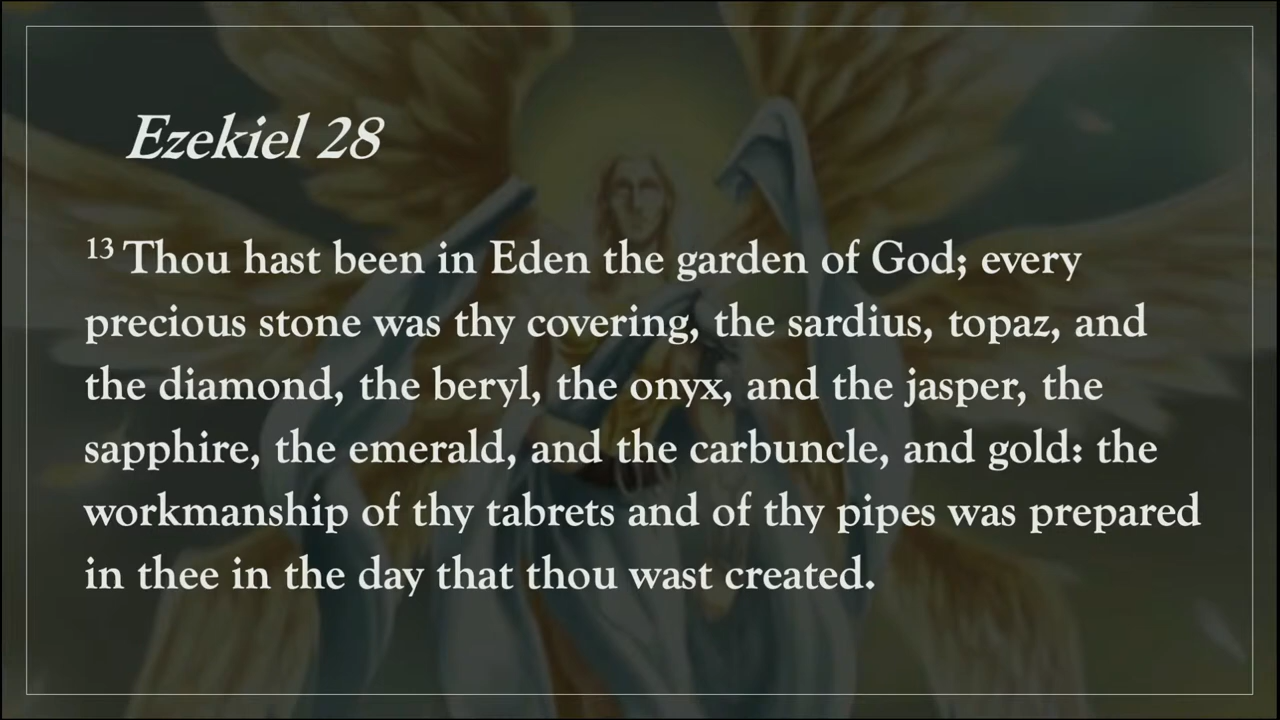 Ezekiel 28
13 Thou hast been in Eden the garden of God; every
precious stone was thy covering, the sardius, topaz, and
the diamond, the beryl, the onyx, and the jasper, the
sapphire, the emerald, and the carbuncle, and gold: the
workmanship of thy tabrets and of thy pipes was prepared
in thee in the day that thou wast created.